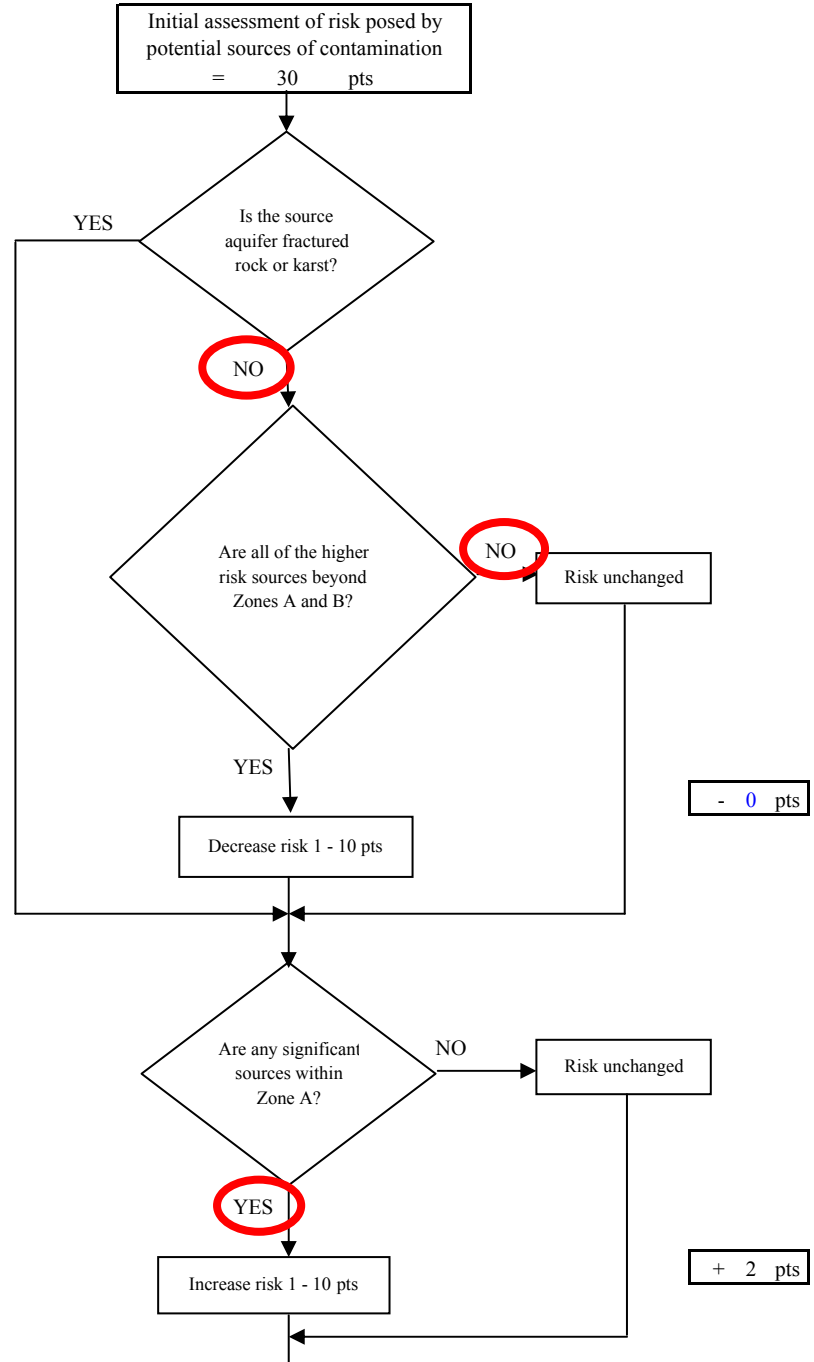 Initial assessment of risk posed by
potential sources of contamination
= 30 pts
YES
Is the source
aquifer fractured
rock or karst?
NO
Are all of the higher
risk sources beyond
Zones A and B?
NO
Risk unchanged
YES
- 0 pts
Decrease risk 1 - 10 pts
Are any significant
sources within
Zone A?
NO
Risk unchanged
YES
+ 2 pts
Increase risk 1 - 10 pts